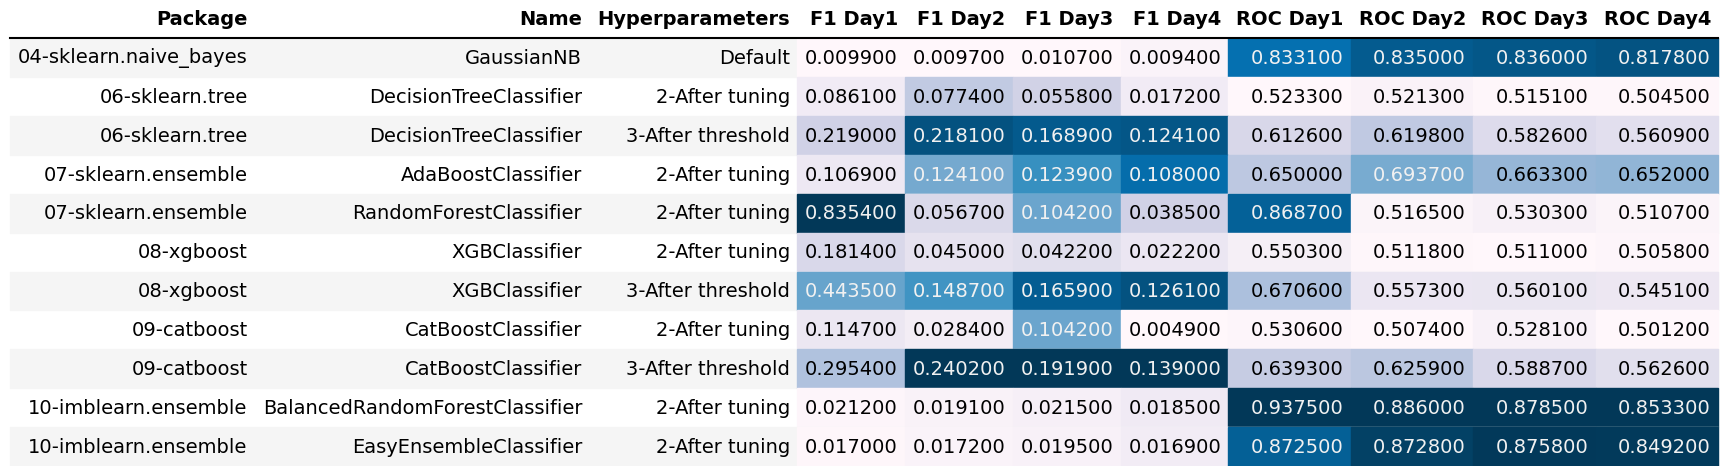 Package Name Hyperparameters F1 Day1 F1 Day2 F1 Day3 F1 Day4 ROC Day1 ROC Day2 ROC Day3 ROC Day4
04-sklearn.naive_bayes GaussianNB Default 0.009900 0.009700 0.010700 0.009400 0.833100 0.835000 0.836000 0.817800
06-sklearn.tree DecisionTreeClassifier 2-After tuning 0.086100 0.077400 0.055800 0.017200 0.523300 0.521300 0.515100 0.504500
06-sklearn.tree DecisionTreeClassifier 3-After threshold 0.219000 0.218100 0.168900 0.124100 0.612600 0.619800 0.582600 0.560900
07-sklearn.ensemble AdaBoostClassifier 2-After tuning 0.106900 0.124100 0.123900 0.108000 0.650000 0.693700 0.663300 0.652000
07-sklearn.ensemble RandomForestClassifier 2-After tuning 0.835400 0.056700 0.104200 0.038500 0.868700 0.516500 0.530300 0.510700
08-xgboost XGBClassifier 2-After tuning 0.181400 0.045000 0.042200 0.022200 0.550300 0.511800 0.511000 0.505800
08-xgboost XGBClassifier 3-After threshold 0.443500 0.148700 0.165900 0.126100 0.670600 0.557300 0.560100 0.545100
09-catboost CatBoostClassifier 2-After tuning 0.114700 0.028400 0.104200 0.004900 0.530600 0.507400 0.528100 0.501200
09-catboost CatBoostClassifier 3-After threshold 0.295400 0.240200 0.191900 0.139000 0.639300 0.625900 0.588700 0.562600
10-imblearn.ensemble BalancedRandomForestClassifier 2-After tuning 0.021200 0.019100 0.021500 0.018500 0.937500 0.886000 0.878500 0.853300
10-imblearn.ensemble EasyEnsembleClassifier 2-After tuning 0.017000 0.017200 0.019500 0.016900 0.872500 0.872800 0.875800 0.849200